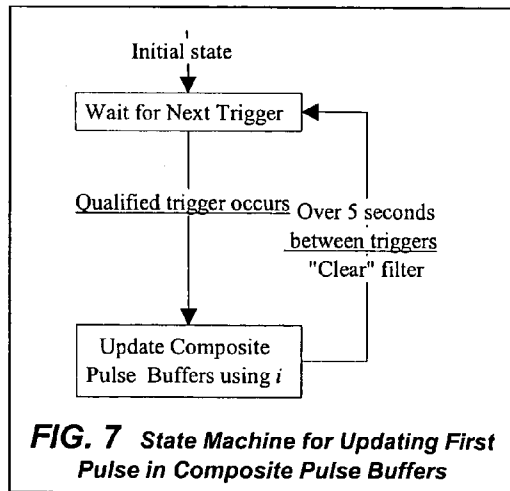 Initial state
Wait for Next Trigger
Qualified trigger occurs
Over 5 seconds
between triggers
"Clear" filter
Update Composite
Pulse Buffers using i
FIG. 7 State Machine for Updating First
Pulse in Composite Pulse Buffers